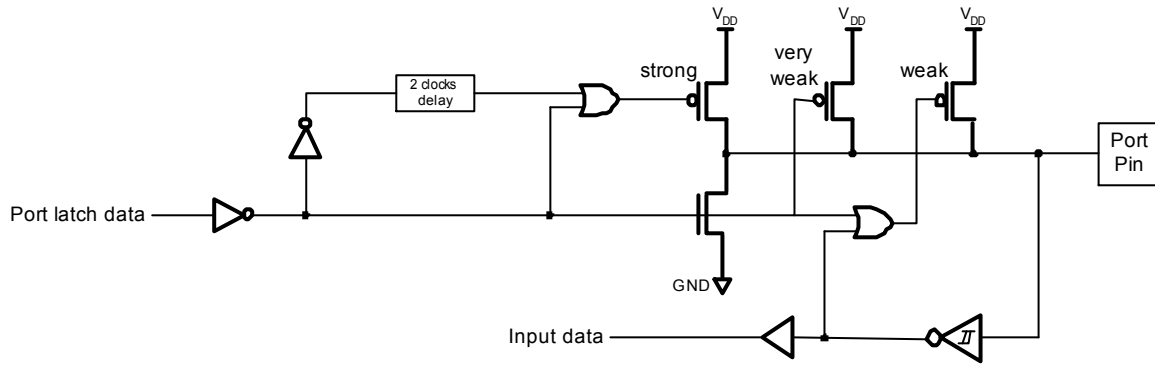 V_DD
V_DD
V_DD
strong
very
weak
weak
2 clocks
delay
Port
Pin
Port latch data
GND
Input data